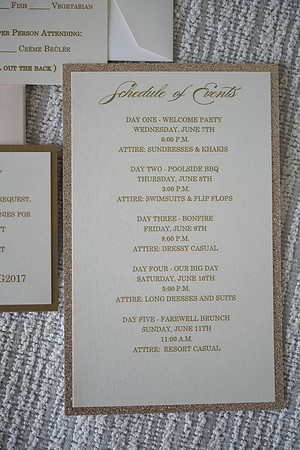 ISH ____ VEGETARIAN
PER PERSON ATTENDING:
CRÈME BRÛLÉE
LL OUT THE BACK )
REQUEST.
NIES FOR
T
G2017
Schedule of Events
DAY ONE - WELCOME PARTY
WEDNESDAY, JUNE 7TH
6:00 P.M.
ATTIRE: SUNDRESSES & KHAKIS
DAY TWO - POOLSIDE BBQ
THURSDAY, JUNE 8TH
3:00 P.M.
ATTIRE: SWIMSUITS & FLIP FLOPS
DAY THREE - BONFIRE
FRIDAY, JUNE 9TH
8:00 P.M.
ATTIRE: DRESSY CASUAL
DAY FOUR - OUR BIG DAY
SATURDAY, JUNE 10TH
5:00 P.M.
ATTIRE: LONG DRESSES AND SUITS
DAY FIVE - FAREWELL BRUNCH
SUNDAY, JUNE 11TH
11:00 A.M.
ATTIRE: RESORT CASUAL